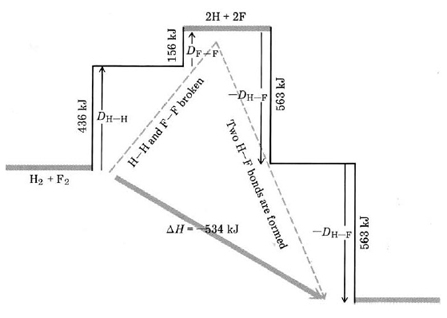 2H + 2F
156 kJ
D_F–F
436 kJ
D_H–H
H–H and F–F broken
–D_H–F
563 kJ
Two H–F bonds are formed
H₂ + F₂
ΔH = –534 kJ
–D_H–F
563 kJ